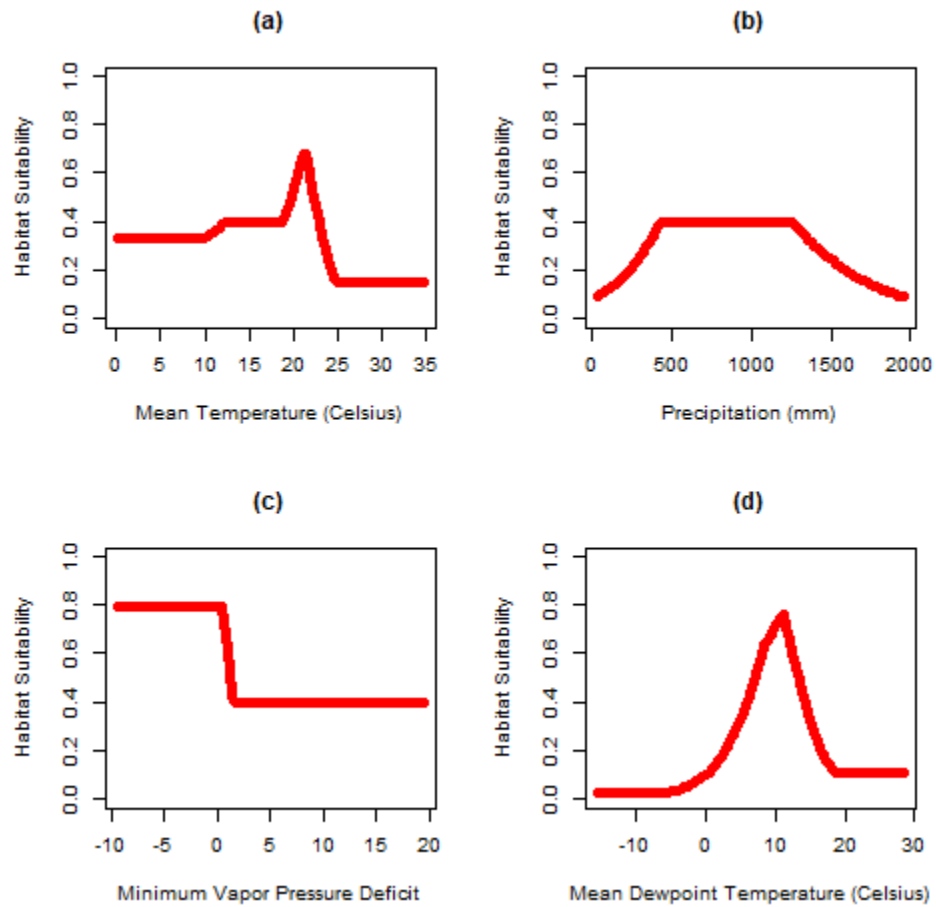 (a)
Habitat Suitability
0.0 0.2 0.4 0.6 0.8 1.0
0 5 10 15 20 25 30 35
Mean Temperature (Celsius)
(b)
Habitat Suitability
0.0 0.2 0.4 0.6 0.8 1.0
0 500 1000 1500 2000
Precipitation (mm)
(c)
Habitat Suitability
0.0 0.2 0.4 0.6 0.8 1.0
-10 -5 0 5 10 15 20
Minimum Vapor Pressure Deficit
(d)
Habitat Suitability
0.0 0.2 0.4 0.6 0.8 1.0
-10 0 10 20 30
Mean Dewpoint Temperature (Celsius)